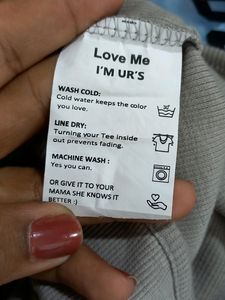 Love Me
I'M UR'S
WASH COLD:
Cold water keeps the color
you love.
LINE DRY:
Turning your Tee inside
out prevents fading.
MACHINE WASH :
Yes you can.
OR GIVE IT TO YOUR
MAMA SHE KNOWS IT
BETTER :)